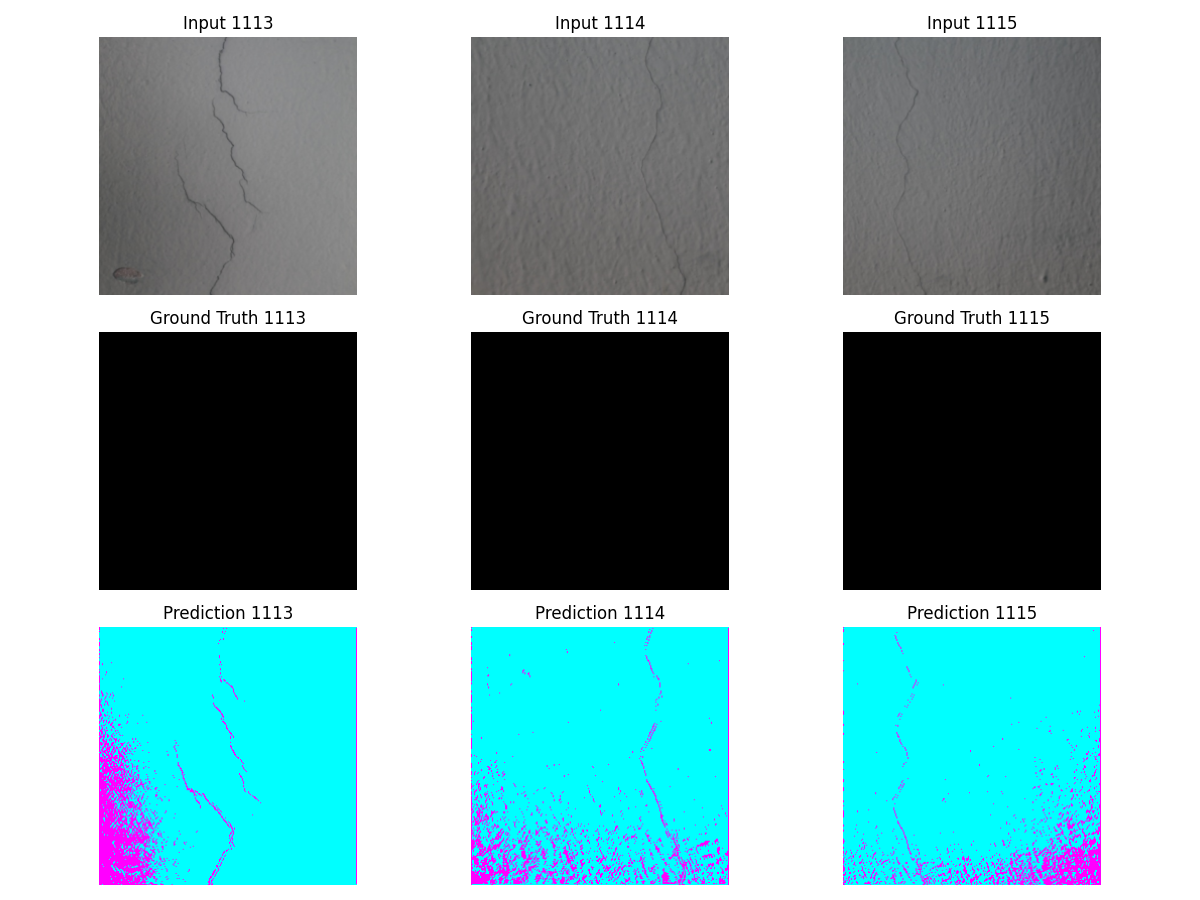 Input 1113
Input 1114
Input 1115
Ground Truth 1113
Ground Truth 1114
Ground Truth 1115
Prediction 1113
Prediction 1114
Prediction 1115